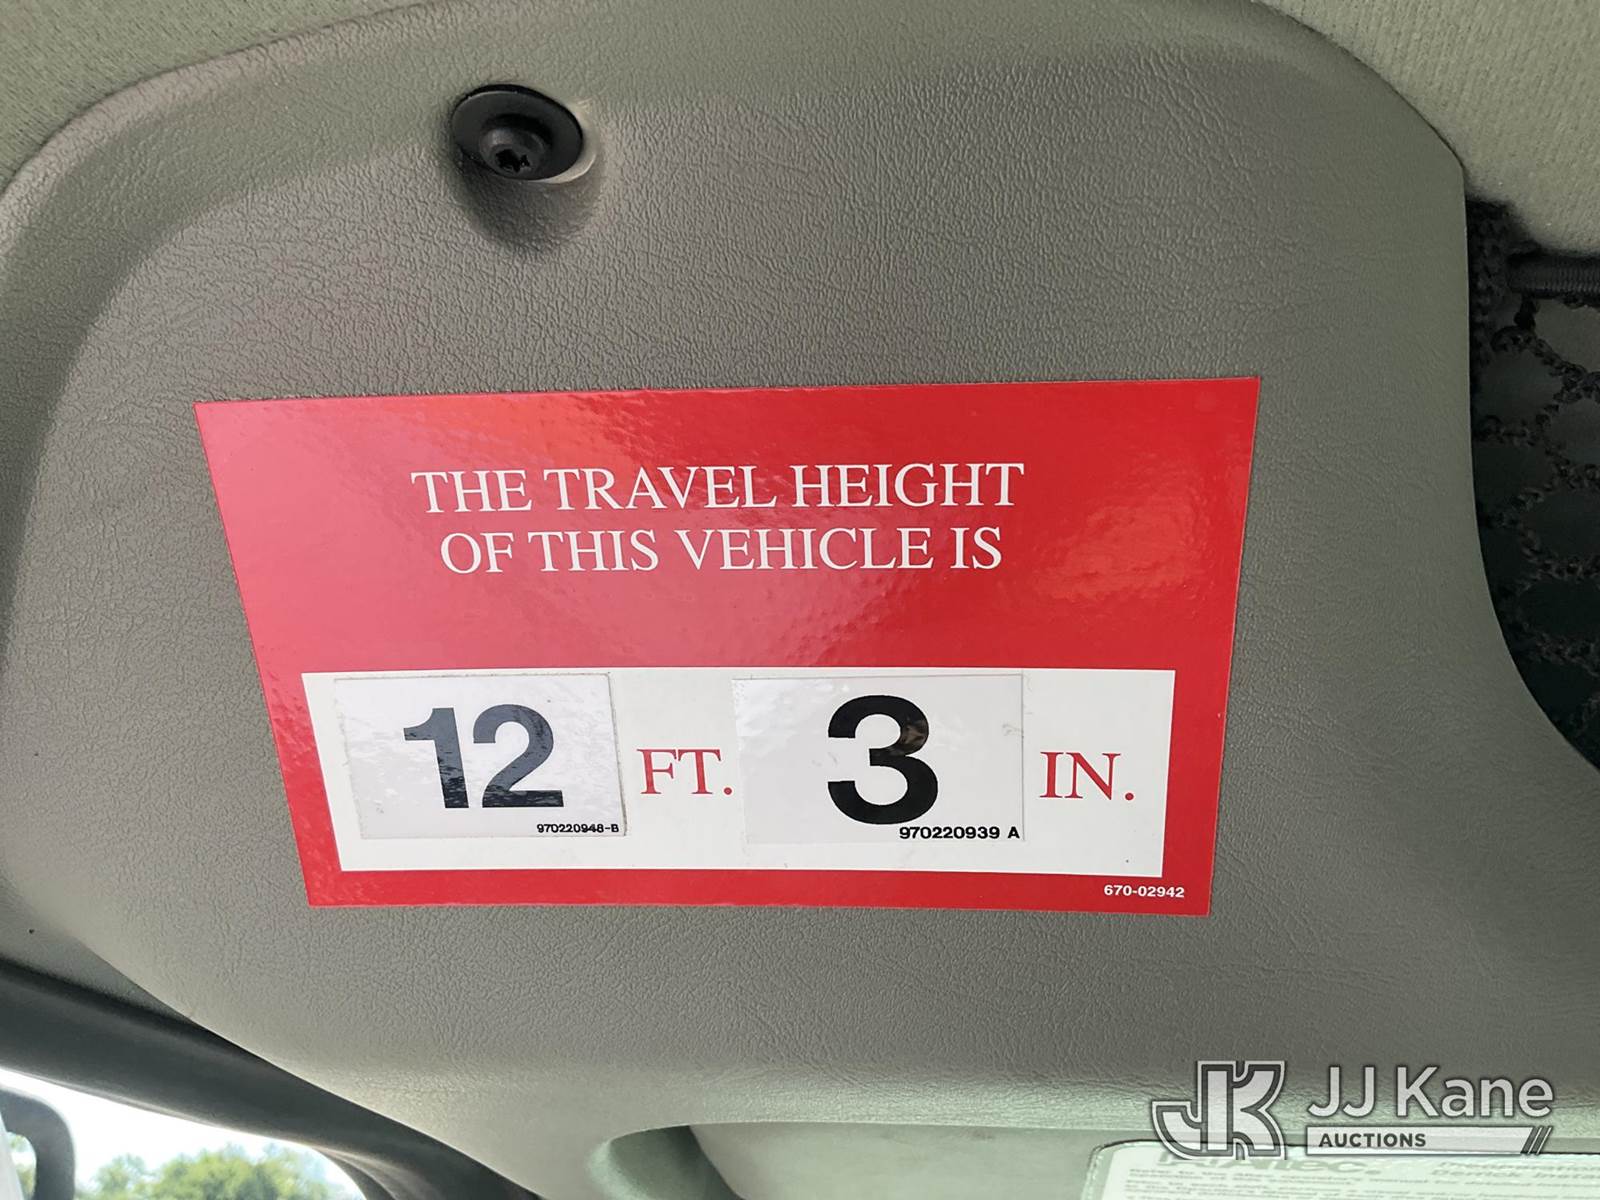 THE TRAVEL HEIGHT
OF THIS VEHICLE IS
12 FT. 3 IN.
970220948-B
970220939 A
670-02942
JJ Kane
AUCTIONS